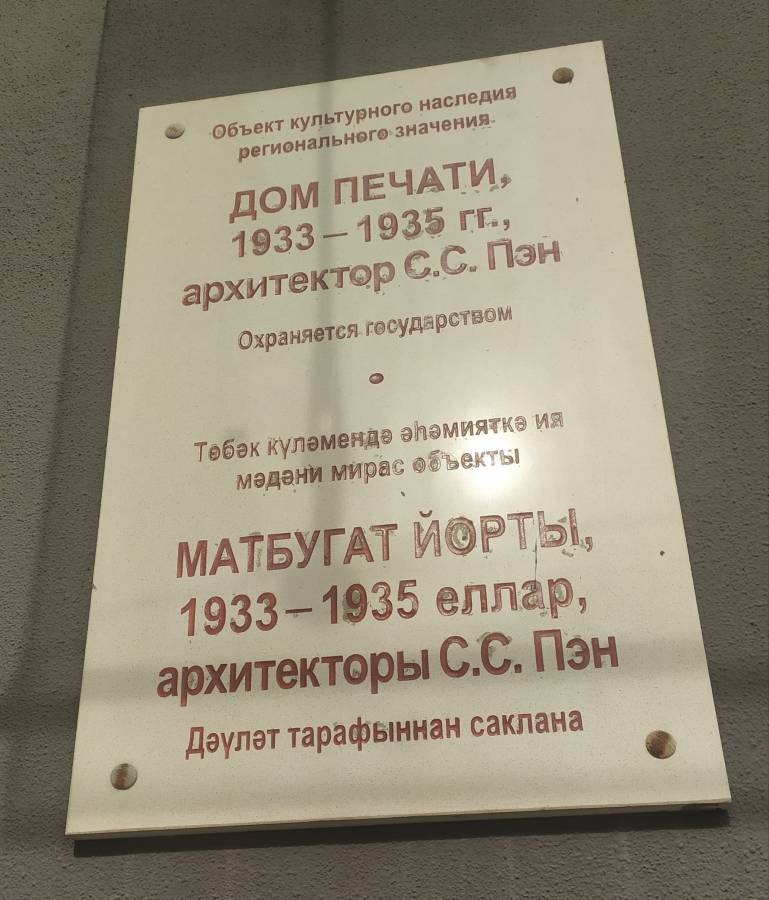 Объект культурного наследия
регионального значения
ДОМ ПЕЧАТИ,
1933 – 1935 гг.,
архитектор С.С. Пэн
Охраняется государством
Төбәк күләмендә әһәмияткә ия
мәдәни мирас объекты
МАТБУГАТ ЙОРТЫ,
1933 – 1935 еллар,
архитекторы С.С. Пэн
Дәүләт тарафыннан саклана